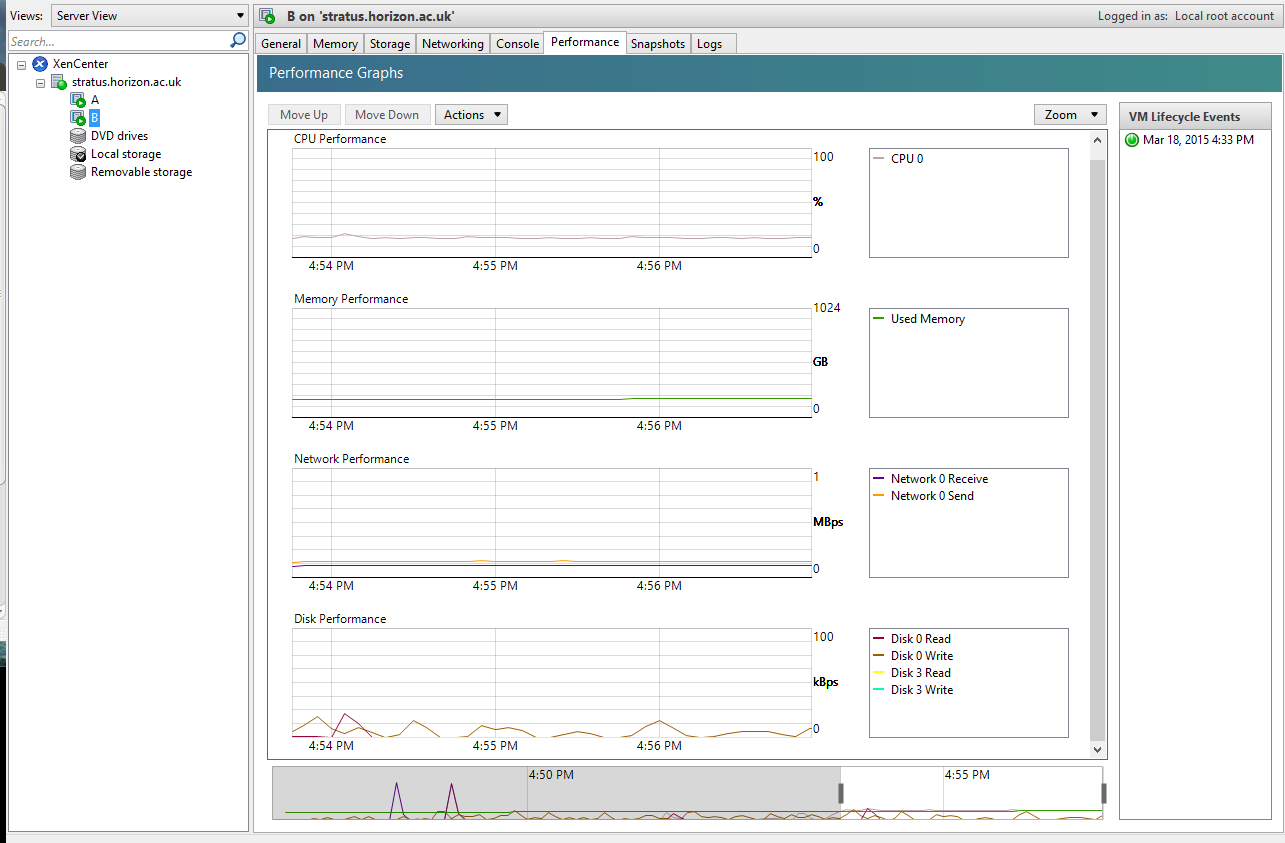 Views: Server View
B on 'stratus.horizon.ac.uk'
Logged in as: Local root account
Search...
XenCenter
stratus.horizon.ac.uk
A
B
DVD drives
Local storage
Removable storage
General Memory Storage Networking Console Performance Snapshots Logs
Performance Graphs
Move Up Move Down Actions Zoom
CPU Performance
100
%
0
4:54 PM 4:55 PM 4:56 PM
CPU 0
Memory Performance
1024
GB
0
4:54 PM 4:55 PM 4:56 PM
Used Memory
Network Performance
1
MBps
0
4:54 PM 4:55 PM 4:56 PM
Network 0 Receive
Network 0 Send
Disk Performance
100
kBps
0
4:54 PM 4:55 PM 4:56 PM
Disk 0 Read
Disk 0 Write
Disk 3 Read
Disk 3 Write
4:50 PM 4:55 PM
VM Lifecycle Events
Mar 18, 2015 4:33 PM